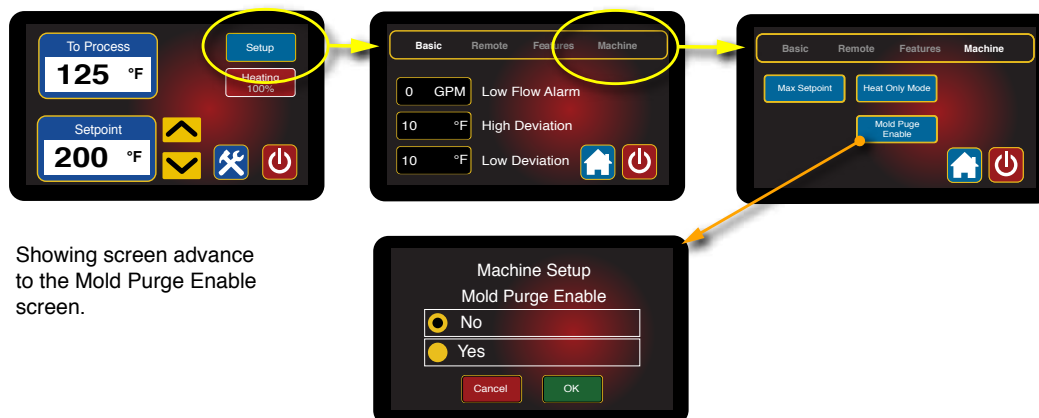 To Process
125 °F
Setup
Heating
100%
Setpoint
200 °F
Basic Remote Features Machine
0 GPM Low Flow Alarm
10 °F High Deviation
10 °F Low Deviation
Basic Remote Features Machine
Max Setpoint Heat Only Mode
Mold Puge
Enable
Showing screen advance
to the Mold Purge Enable
screen.
Machine Setup
Mold Purge Enable
No
Yes
Cancel OK